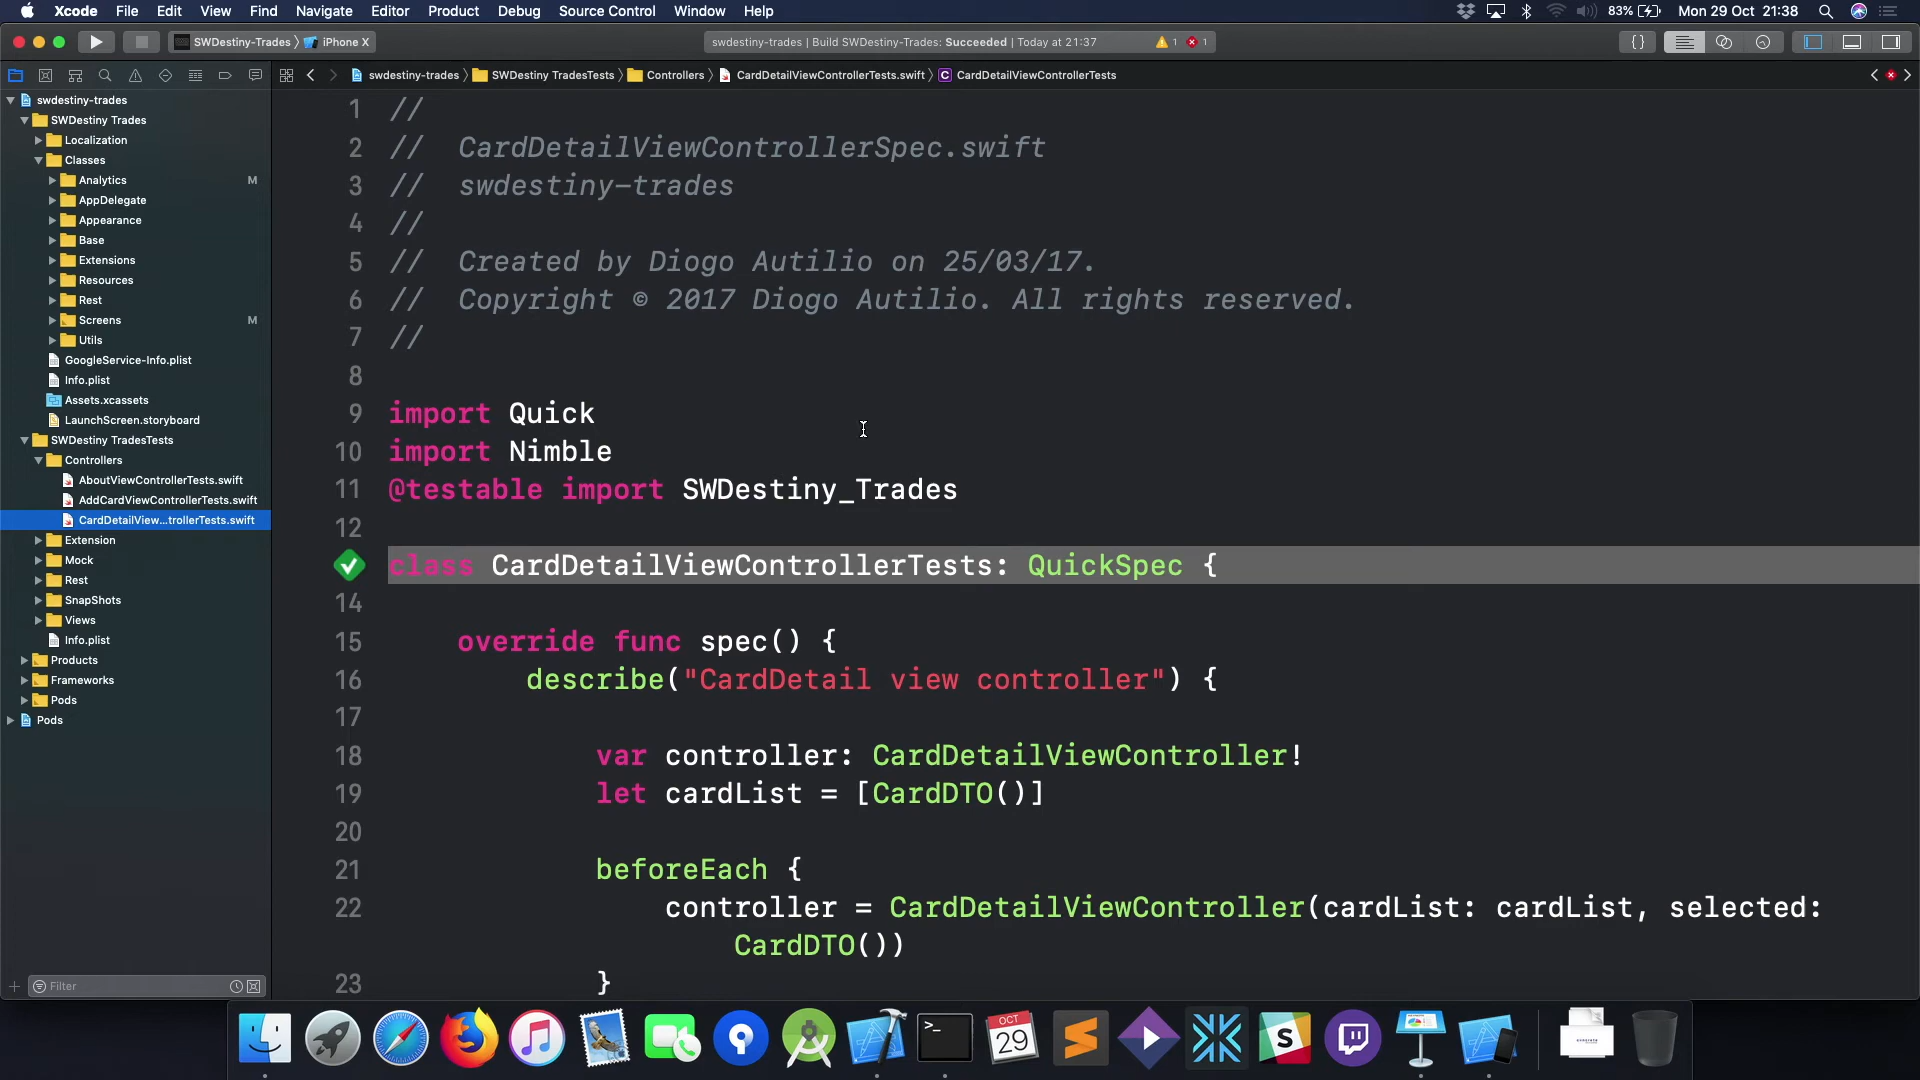 Xcode File Edit View Find Navigate Editor Product Debug Source Control Window Help
83% Mon 29 Oct 21:38
SWDestiny-Trades iPhone X
swdestiny-trades | Build SWDestiny-Trades: Succeeded | Today at 21:37 1 1
swdestiny-trades SWDestiny TradesTests Controllers CardDetailViewControllerTests.swift C CardDetailViewControllerTests
swdestiny-trades
SWDestiny Trades
Localization
Classes
Analytics M
AppDelegate
Appearance
Base
Extensions
Resources
Rest
Screens M
Utils
GoogleService-Info.plist
Info.plist
Assets.xcassets
LaunchScreen.storyboard
SWDestiny TradesTests
Controllers
AboutViewControllerTests.swift
AddCardViewControllerTests.swift
CardDetailView...trollerTests.swift
Extension
Mock
Rest
SnapShots
Views
Info.plist
Products
Frameworks
Pods
Pods
Filter
1 //
2 //  CardDetailViewControllerSpec.swift
3 //  swdestiny-trades
4 //
5 //  Created by Diogo Autilio on 25/03/17.
6 //  Copyright © 2017 Diogo Autilio. All rights reserved.
7 //
8
9 import Quick
10 import Nimble
11 @testable import SWDestiny_Trades
12
class CardDetailViewControllerTests: QuickSpec {
14
15 override func spec() {
16 describe("CardDetail view controller") {
17
18 var controller: CardDetailViewController!
19 let cardList = [CardDTO()]
20
21 beforeEach {
22 controller = CardDetailViewController(cardList: cardList, selected:
CardDTO())
23 }
OCT
29
S